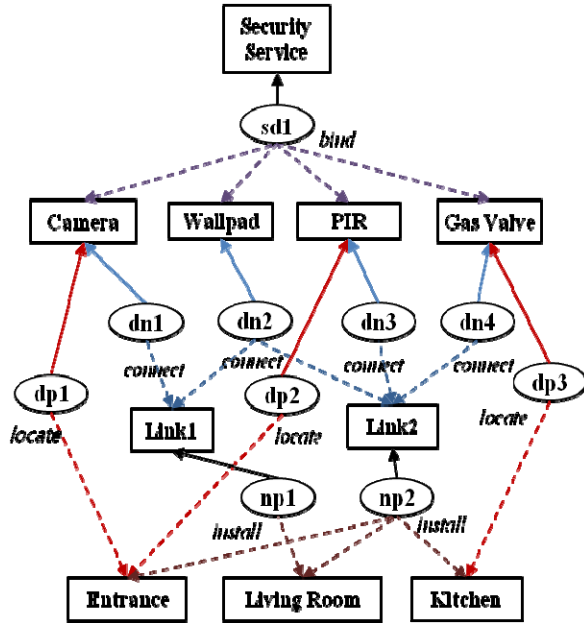 Security
Service
sd1
bind
Camera
Wallpad
PIR
Gas Valve
dn1
dn2
dn3
dn4
connect
connect
connect
connect
dp1
dp2
dp3
locate
locate
locate
Link1
Link2
np1
np2
install
install
Entrance
Living Room
Kitchen